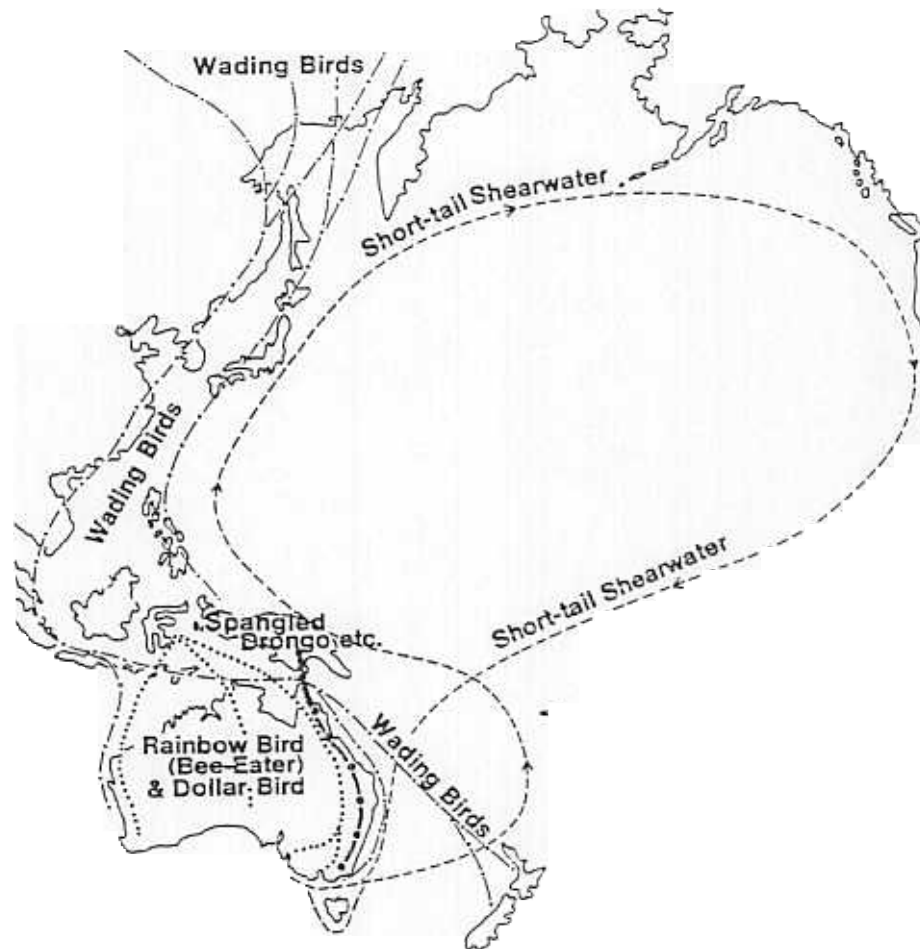 Wading Birds
Short-tail Shearwater
Wading Birds
Short-tail Shearwater
Spangled
Drongo etc
Wading Birds
Rainbow Bird
(Bee-Eater)
& Dollar Bird